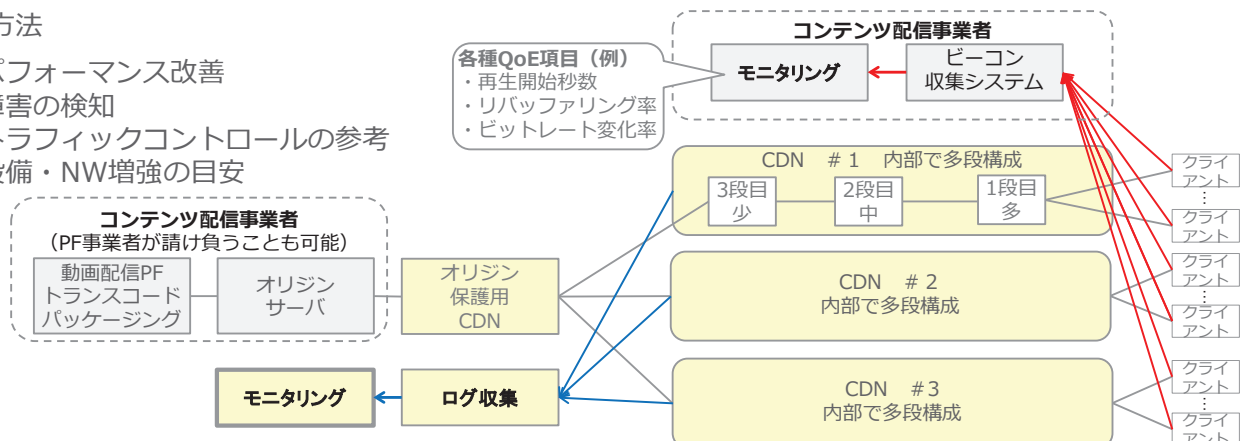 方法
パフォーマンス改善
障害の検知
トラフィックコントロールの参考
設備・NW増強の目安
コンテンツ配信事業者
各種QoE項目（例）
・再生開始秒数
・リバッファリング率
・ビットレート変化率
モニタリング
ビーコン
収集システム
CDN ＃１ 内部で多段構成
3段目
少
2段目
中
1段目
多
クライ
アント
⋮
クライ
アント
コンテンツ配信事業者
（PF事業者が請け負うことも可能）
動画配信PF
トランスコード
パッケージング
オリジン
サーバ
オリジン
保護用
CDN
CDN ＃２
内部で多段構成
クライ
アント
⋮
クライ
アント
モニタリング
ログ収集
CDN ＃3
内部で多段構成
クライ
アント
⋮
クライ
アント